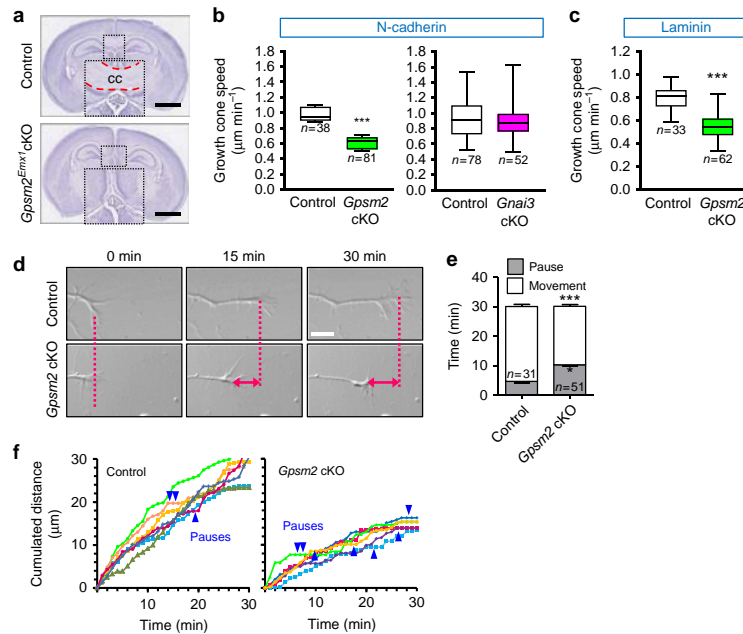 a
Control
CC
Gpsm2Emx1cKO
b
N-cadherin
Growth cone speed
(µm min−1)
1.8
1.6
1.4
1.2
1.0
0.8
0.6
0.4
0.2
0.0
n=38
***
n=81
Control
Gpsm2
cKO
1.8
1.6
1.4
1.2
1.0
0.8
0.6
0.4
0.2
0.0
n=78
n=52
Control
Gnai3
cKO
c
Laminin
Growth cone speed
(µm min−1)
1.2
1.0
0.8
0.6
0.4
0.2
0.0
***
n=33
n=62
Control
Gpsm2
cKO
d
0 min
15 min
30 min
Control
Gpsm2 cKO
e
Pause
Movement
Time (min)
40
30
20
10
0
***
*
n=31
n=51
Control
Gpsm2 cKO
f
Cumulated distance
(µm)
30
20
10
0
Control
Pauses
10
20
30
Time (min)
Gpsm2 cKO
Pauses
10
20
30
Time (min)